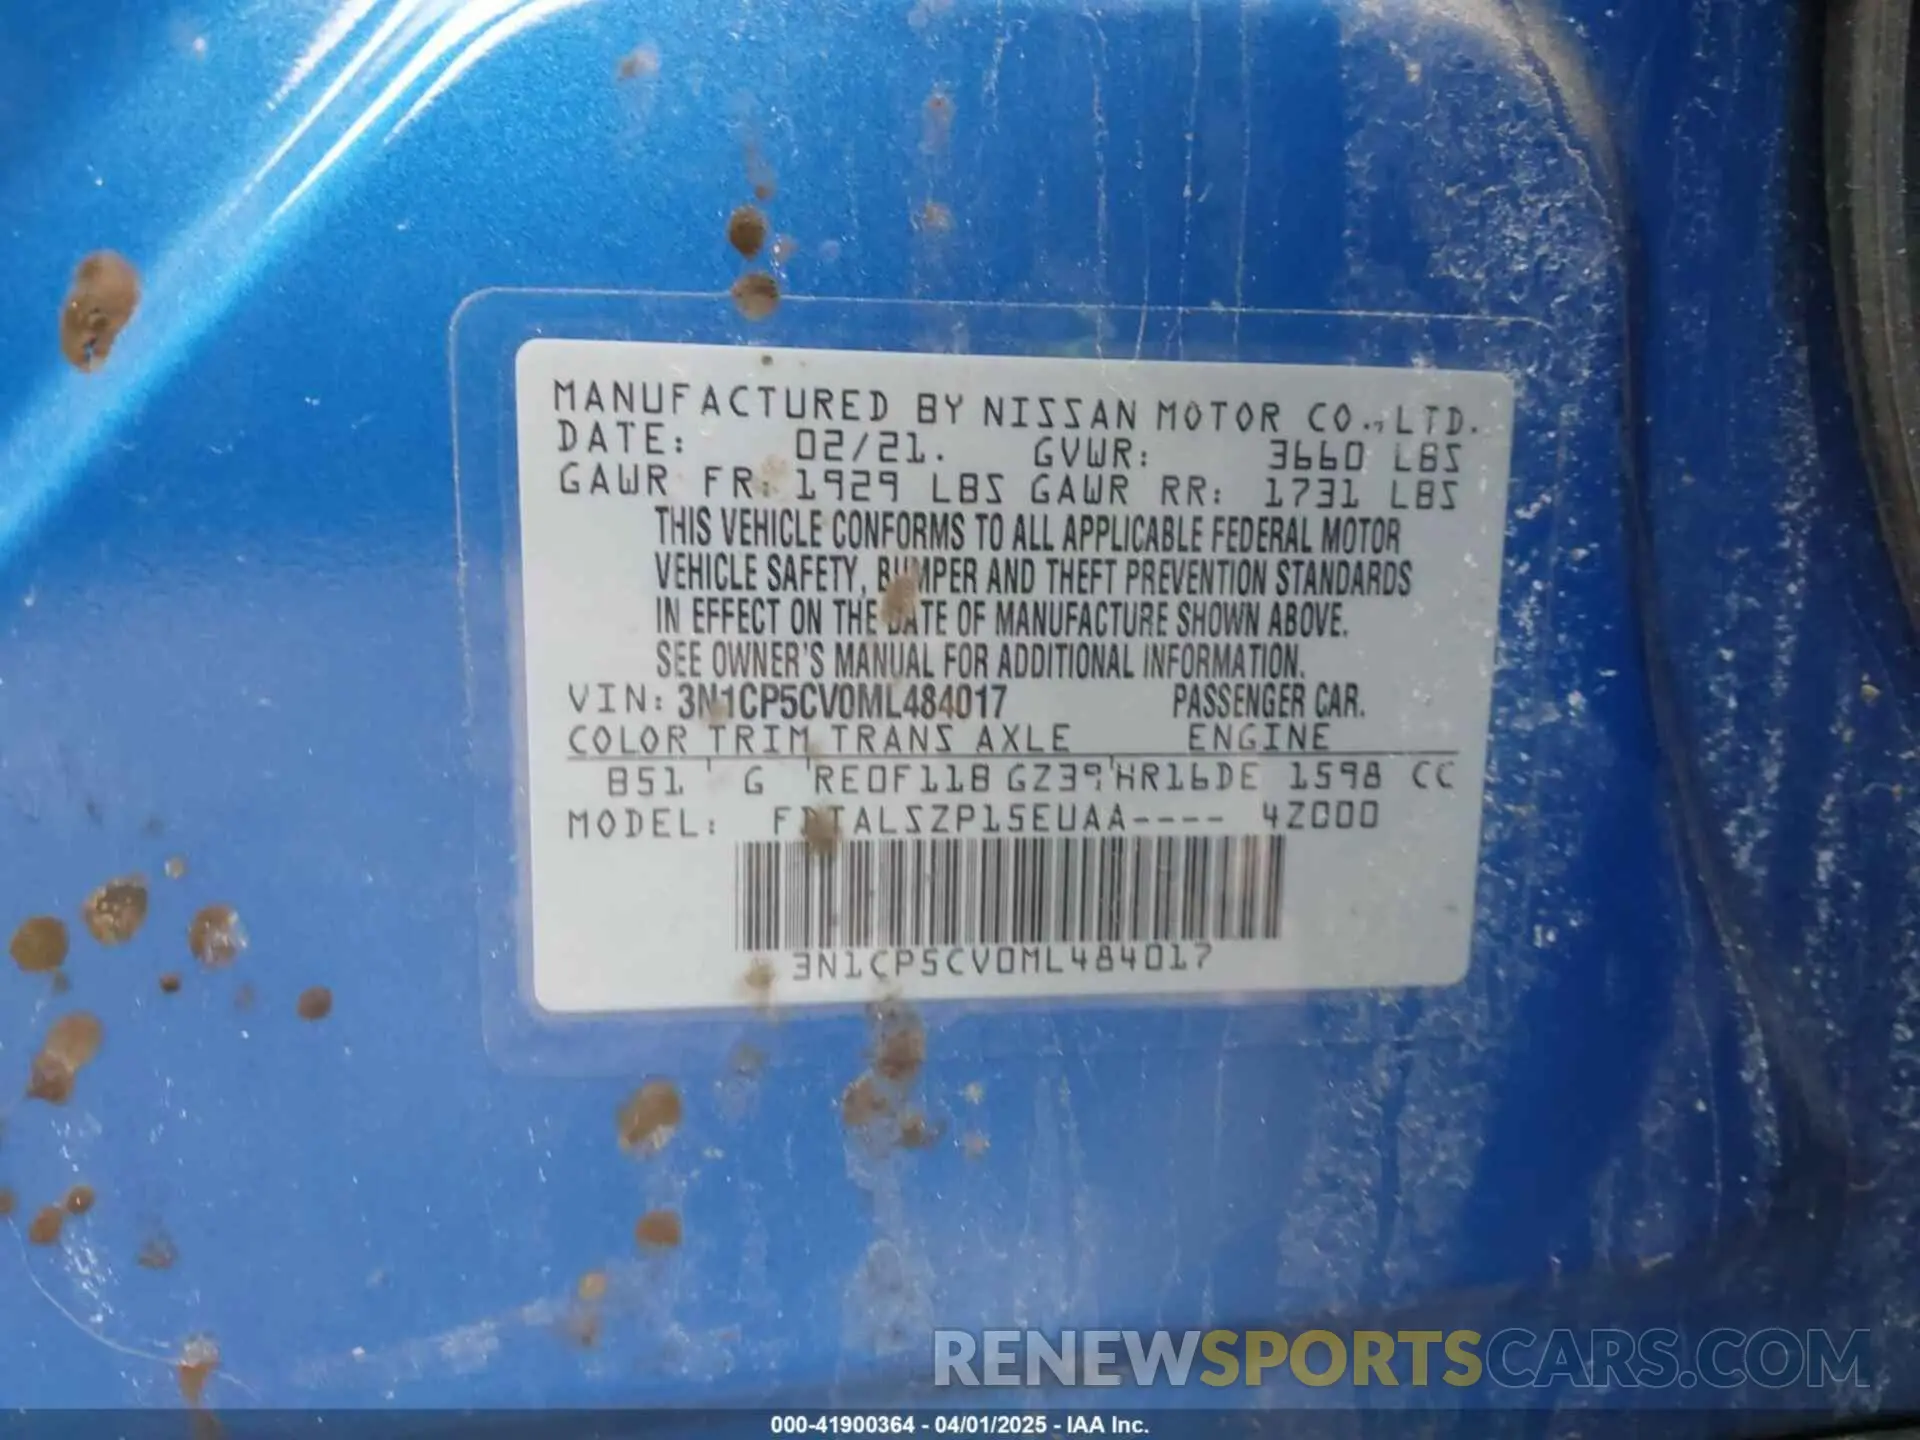 MANUFACTURED BY NISSAN MOTOR CO., LTD.
DATE: 02/21. GVWR: 3660 LBS
GAWR FR: 1929 LBS GAWR RR: 1731 LBS
THIS VEHICLE CONFORMS TO ALL APPLICABLE FEDERAL MOTOR
VEHICLE SAFETY, BUMPER AND THEFT PREVENTION STANDARDS
IN EFFECT ON THE DATE OF MANUFACTURE SHOWN ABOVE.
SEE OWNER'S MANUAL FOR ADDITIONAL INFORMATION.
VIN: 3N1CP5CV0ML484017 PASSENGER CAR.
COLOR TRIM TRANS AXLE ENGINE
B51 G RE0F11B GZ39 HR16DE 1598 CC
MODEL: 4Z000
3N1CP5CV0ML484017
RENEWSPORTSCARS.COM
000-41900364 - 04/01/2025 - IAA Inc.